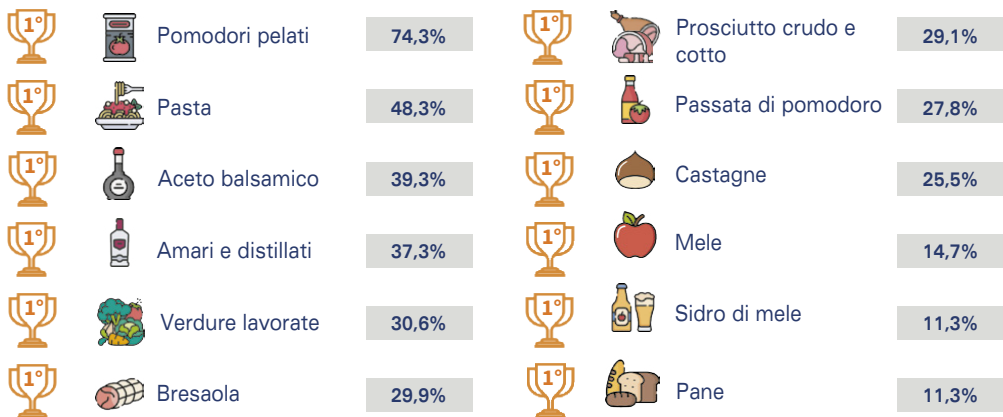 1° Pomodori pelati 74,3%
1° Pasta 48,3%
1° Aceto balsamico 39,3%
1° Amari e distillati 37,3%
1° Verdure lavorate 30,6%
1° Bresaola 29,9%
1° Prosciutto crudo e
cotto 29,1%
1° Passata di pomodoro 27,8%
1° Castagne 25,5%
1° Mele 14,7%
1° Sidro di mele 11,3%
1° Pane 11,3%